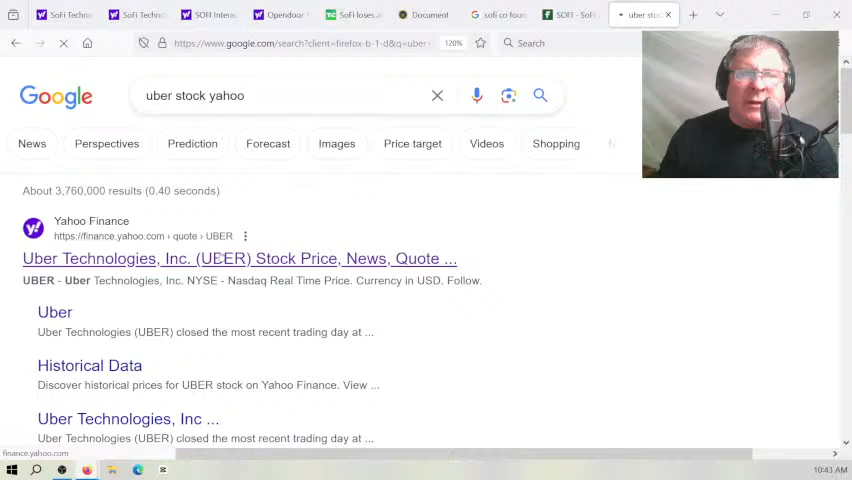 SoFi Techn
SoFi Techno
SOFI Interac
Opendoor
SoFi loses
Document
sofi co foun
SOFI - SoFi
uber sto
https://www.google.com/search?client=firefox-b-1-d&q=uber
120%
Search
Google
uber stock yahoo
News
Perspectives
Prediction
Forecast
Images
Price target
Videos
Shopping
About 3,760,000 results (0.40 seconds)
y!
Yahoo Finance
https://finance.yahoo.com › quote › UBER
Uber Technologies, Inc. (UBER) Stock Price, News, Quote ...
UBER - Uber Technologies, Inc. NYSE - Nasdaq Real Time Price. Currency in USD. Follow.
Uber
Uber Technologies (UBER) closed the most recent trading day at ...
Historical Data
Discover historical prices for UBER stock on Yahoo Finance. View ...
Uber Technologies, Inc ...
Uber Technologies (UBER) closed the most recent trading day at ...
finance.yahoo.com
10:43 AM